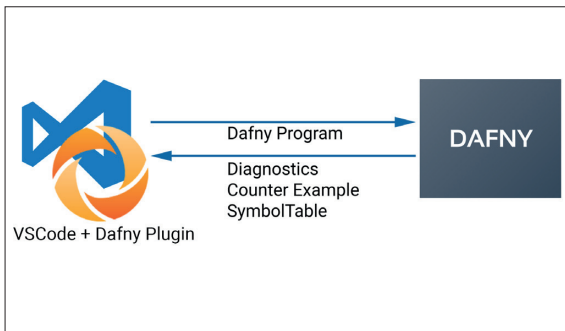 Dafny Program
DAFNY
Diagnostics
Counter Example
SymbolTable
VSCode + Dafny Plugin